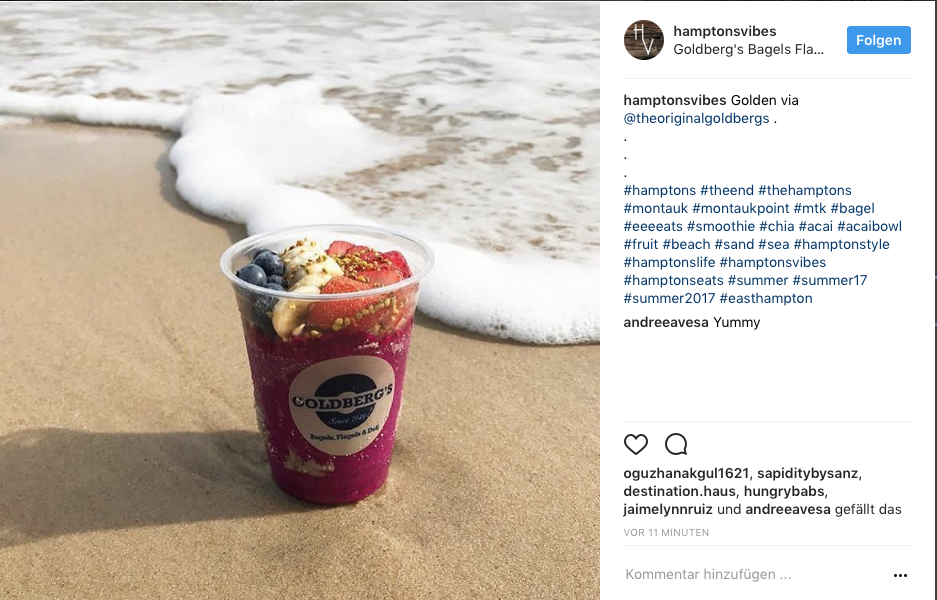 GOLDBERG'S
Since 1949
Bagels, Flagels & Deli
HV
hamptonsvibes
Goldberg's Bagels Fla...
Folgen
hamptonsvibes Golden via
@theoriginalgoldbergs .
.
.
.
#hamptons #theend #thehamptons
#montauk #montaukpoint #mtk #bagel
#eeeeats #smoothie #chia #acai #acaibowl
#fruit #beach #sand #sea #hamptonstyle
#hamptonslife #hamptonsvibes
#hamptonseats #summer #summer17
#summer2017 #easthampton
andreeavesa Yummy
oguzhanakgul1621, sapiditybysanz,
destination.haus, hungrybabs,
jaimelynnruiz und andreeavesa gefällt das
VOR 11 MINUTEN
Kommentar hinzufügen ...